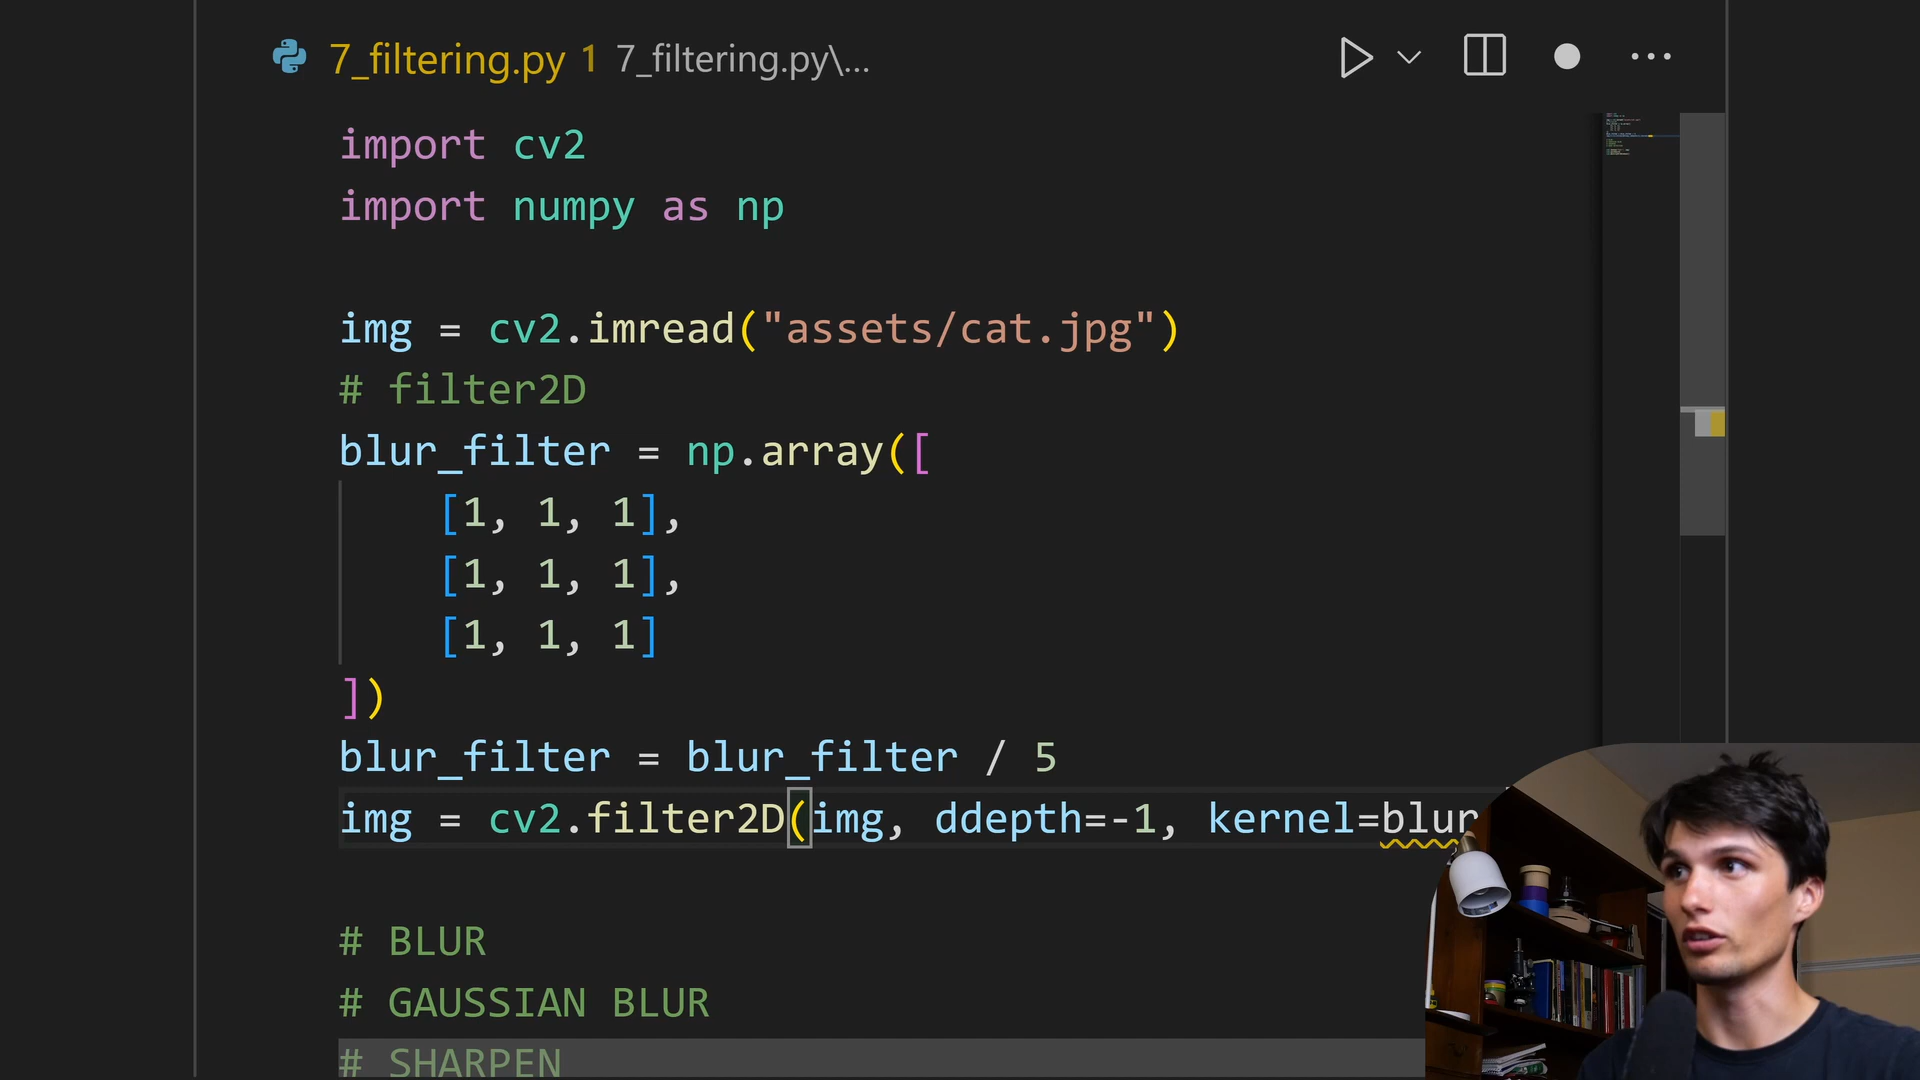 7_filtering.py 1 7_filtering.py\...
import cv2
import numpy as np
img = cv2.imread("assets/cat.jpg")
# filter2D
blur_filter = np.array([
[1, 1, 1],
[1, 1, 1],
[1, 1, 1]
])
blur_filter = blur_filter / 5
img = cv2.filter2D(img, ddepth=-1, kernel=blur
# BLUR
# GAUSSIAN BLUR
# SHARPEN